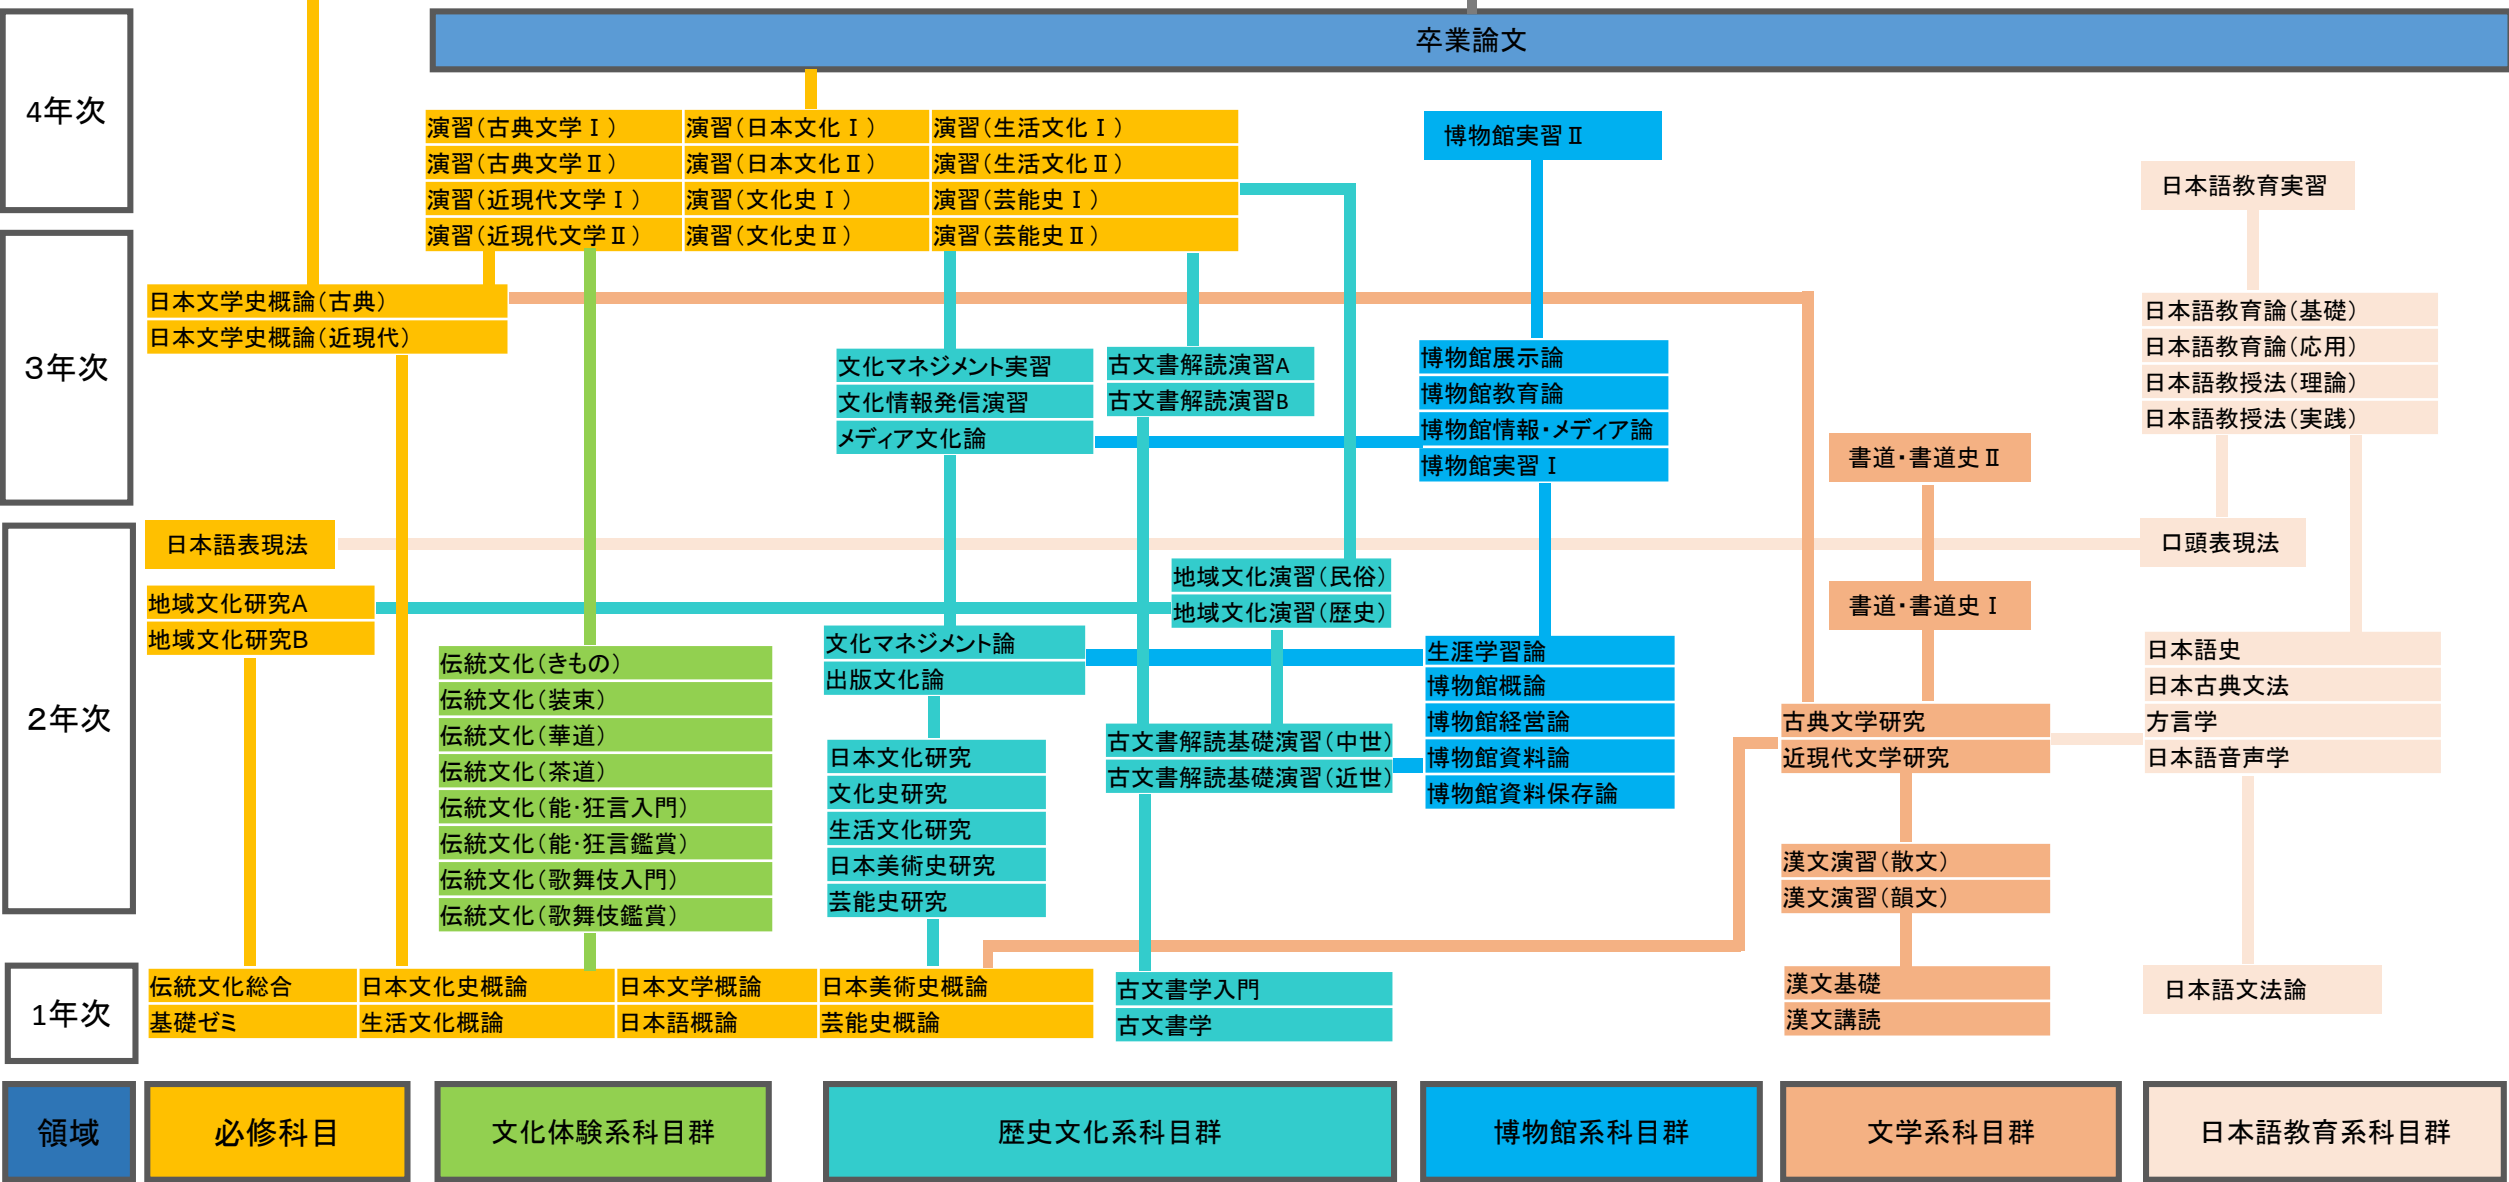 卒業論文
4年次
演習（古典文学Ⅰ） 演習（日本文化Ⅰ） 演習（生活文化Ⅰ）
演習（古典文学Ⅱ） 演習（日本文化Ⅱ） 演習（生活文化Ⅱ）
演習（近現代文学Ⅰ） 演習（文化史Ⅰ） 演習（芸能史Ⅰ）
演習（近現代文学Ⅱ） 演習（文化史Ⅱ） 演習（芸能史Ⅱ）
博物館実習Ⅱ
日本語教育実習
3年次
日本文学史概論（古典）
日本文学史概論（近現代）
文化マネジメント実習
文化情報発信演習
メディア文化論
古文書解読演習A
古文書解読演習B
博物館展示論
博物館教育論
博物館情報・メディア論
博物館実習Ⅰ
書道・書道史Ⅱ
日本語教育論（基礎）
日本語教育論（応用）
日本語教授法（理論）
日本語教授法（実践）
2年次
日本語表現法
地域文化研究A
地域文化研究B
伝統文化（きもの）
伝統文化（装束）
伝統文化（華道）
伝統文化（茶道）
伝統文化（能・狂言入門）
伝統文化（能・狂言鑑賞）
伝統文化（歌舞伎入門）
伝統文化（歌舞伎鑑賞）
文化マネジメント論
出版文化論
日本文化研究
文化史研究
生活文化研究
日本美術史研究
芸能史研究
地域文化演習（民俗）
地域文化演習（歴史）
古文書解読基礎演習（中世）
古文書解読基礎演習（近世）
生涯学習論
博物館概論
博物館経営論
博物館資料論
博物館資料保存論
書道・書道史Ⅰ
古典文学研究
近現代文学研究
漢文演習（散文）
漢文演習（韻文）
口頭表現法
日本語史
日本古典文法
方言学
日本語音声学
1年次
伝統文化総合 日本文化史概論 日本文学概論 日本美術史概論
基礎ゼミ 生活文化概論 日本語概論 芸能史概論
古文書学入門
古文書学
漢文基礎
漢文講読
日本語文法論
領域
必修科目
文化体験系科目群
歴史文化系科目群
博物館系科目群
文学系科目群
日本語教育系科目群